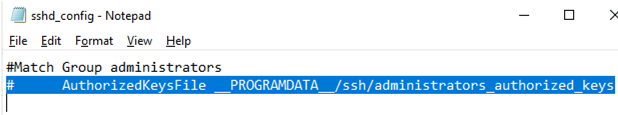 sshd_config - Notepad
File Edit Format View Help
#Match Group administrators
#      AuthorizedKeysFile __PROGRAMDATA__/ssh/administrators_authorized_keys